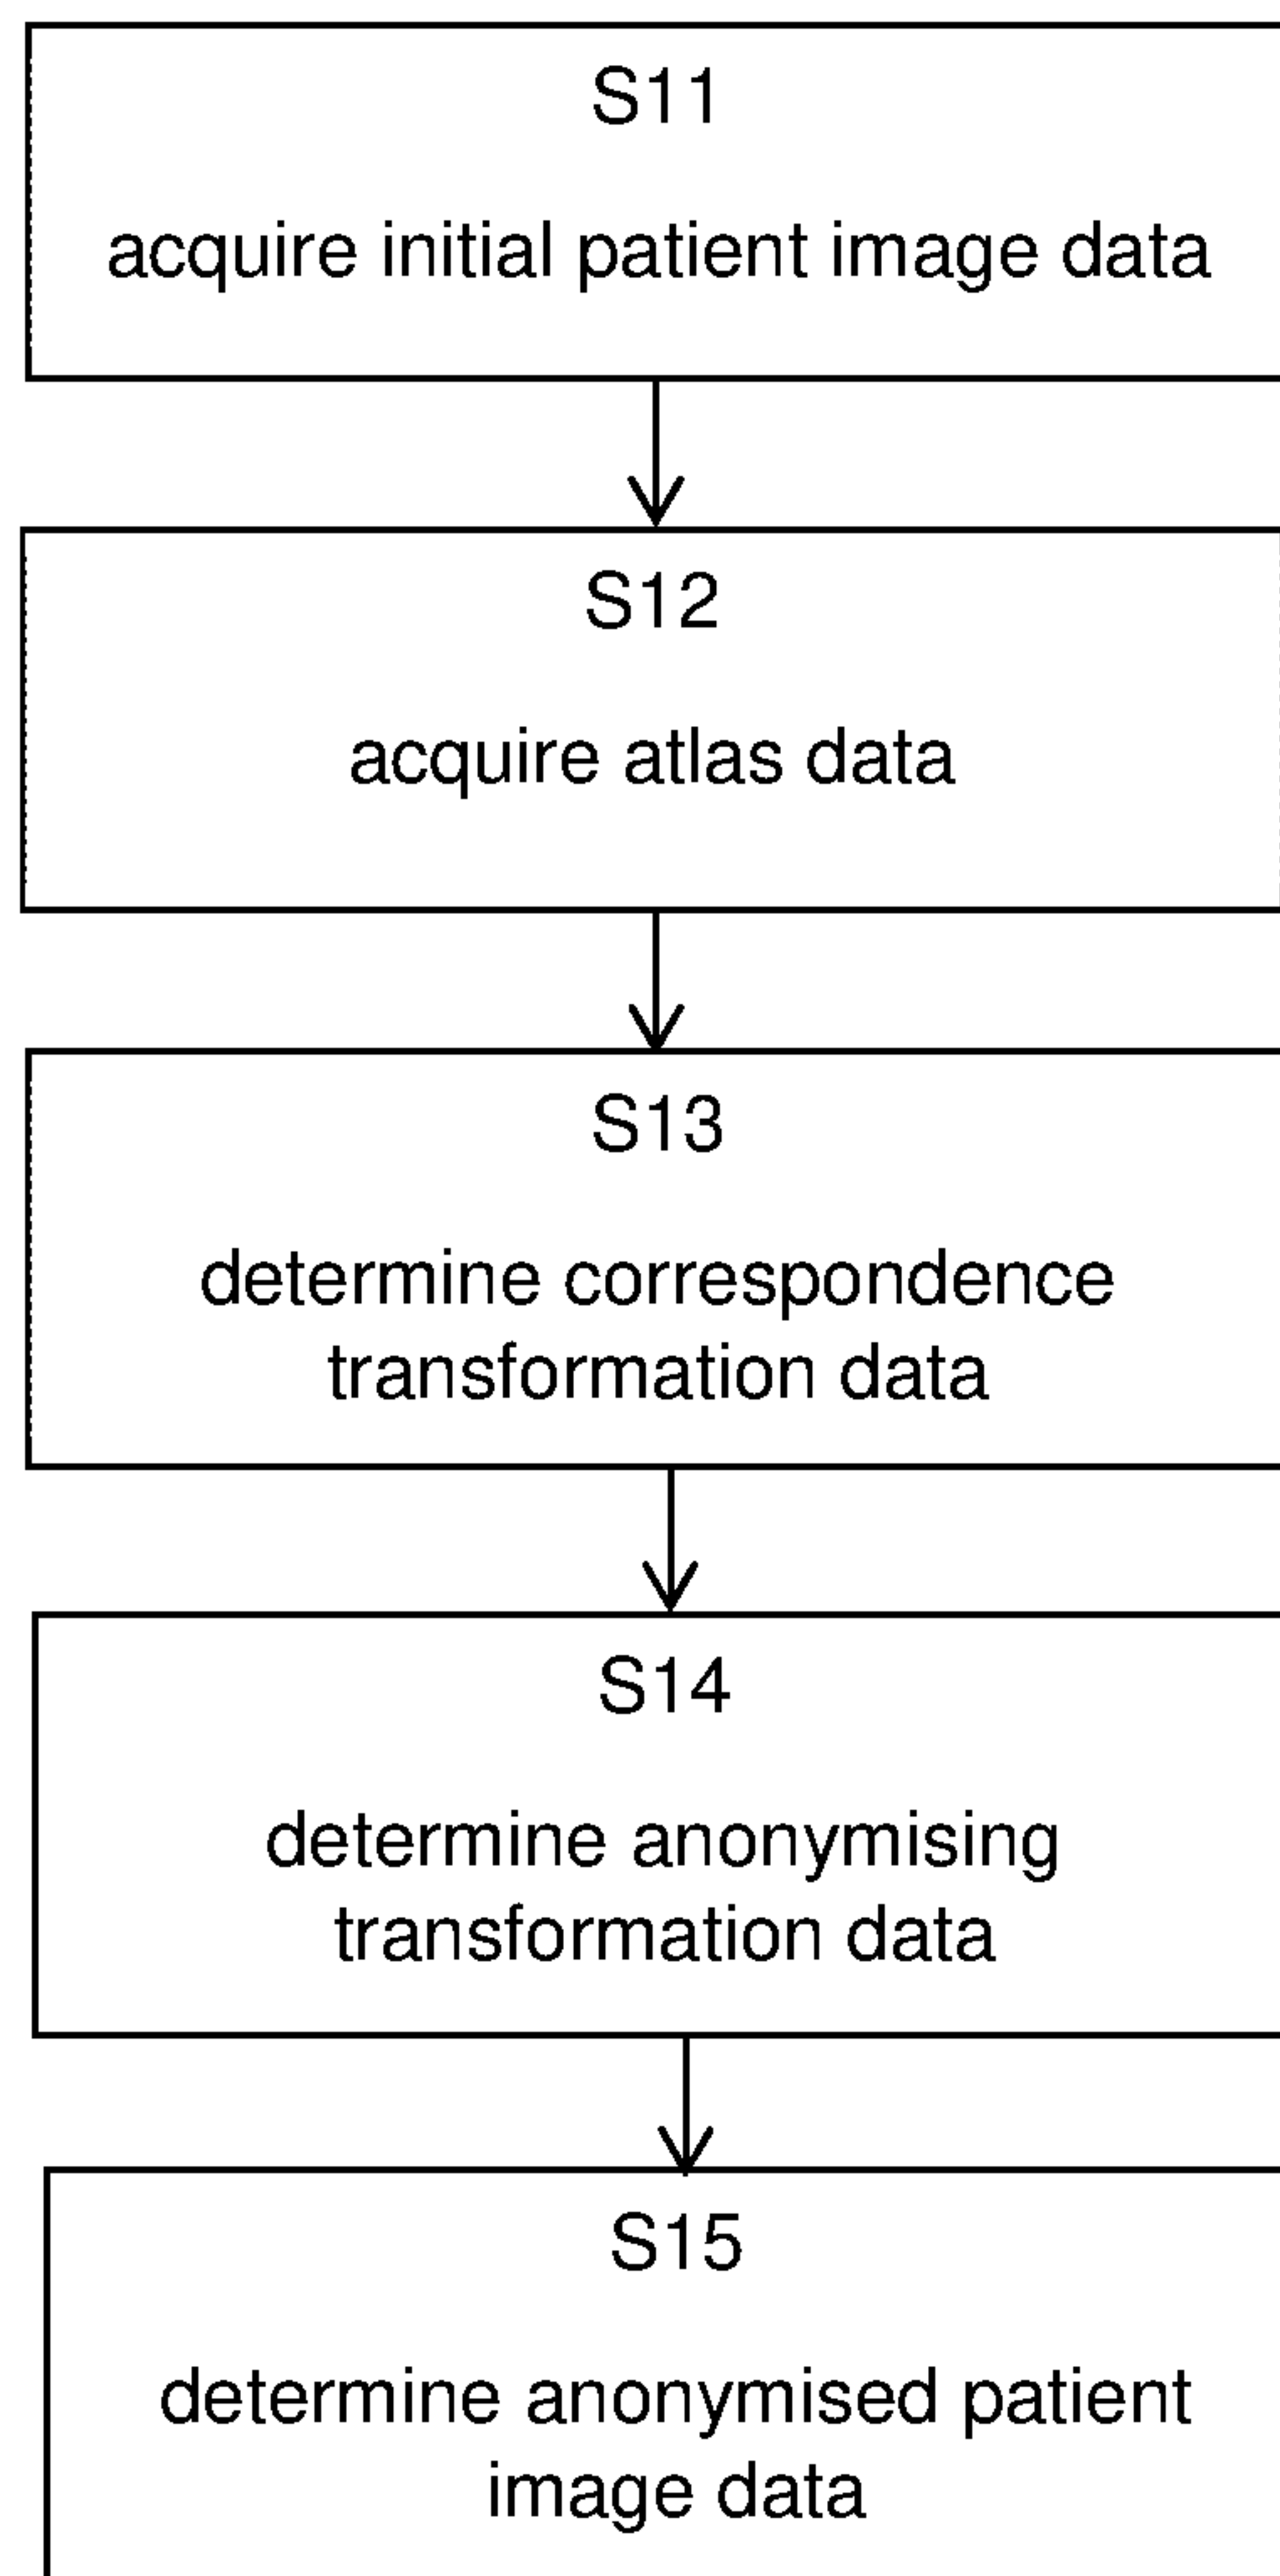 S11
acquire initial patient image data
S12
acquire atlas data
S13
determine correspondence
transformation data
S14
determine anonymising
transformation data
S15
determine anonymised patient
image data